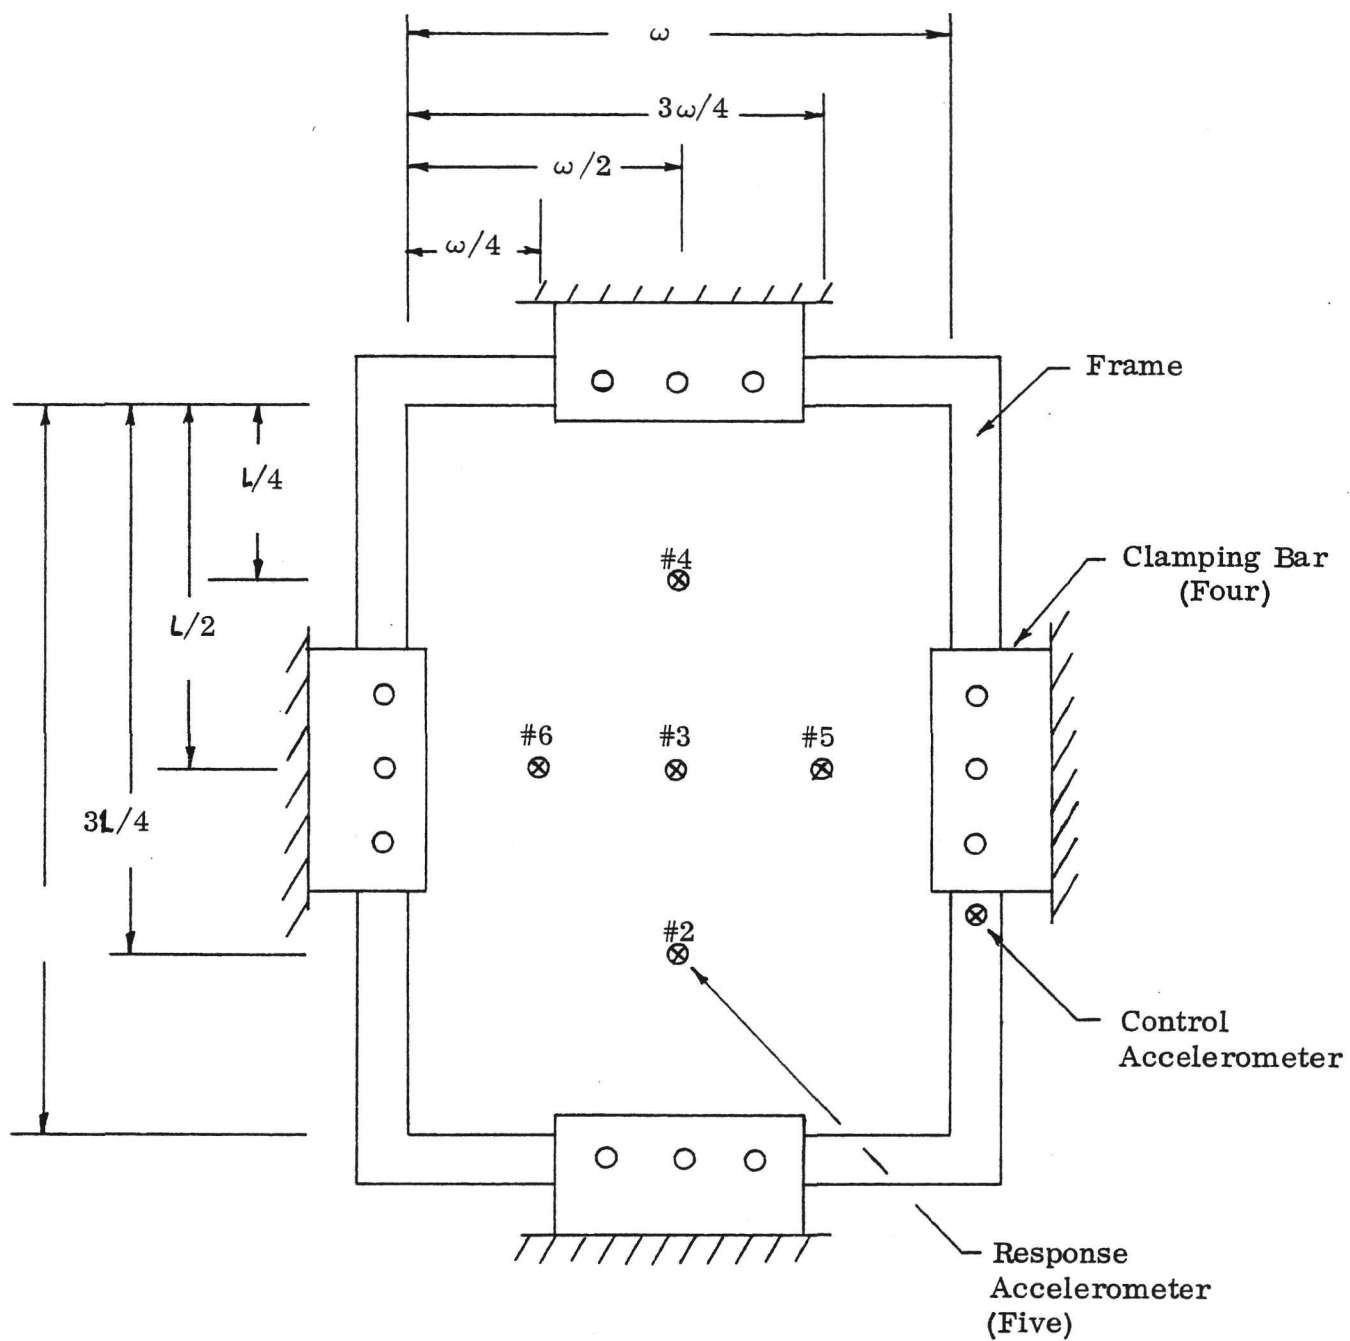 ω
3ω/4
ω/2
ω/4
Frame
L/4
#4
Clamping Bar
(Four)
L/2
#6
#3
#5
3L/4
#2
Control
Accelerometer
Response
Accelerometer
(Five)